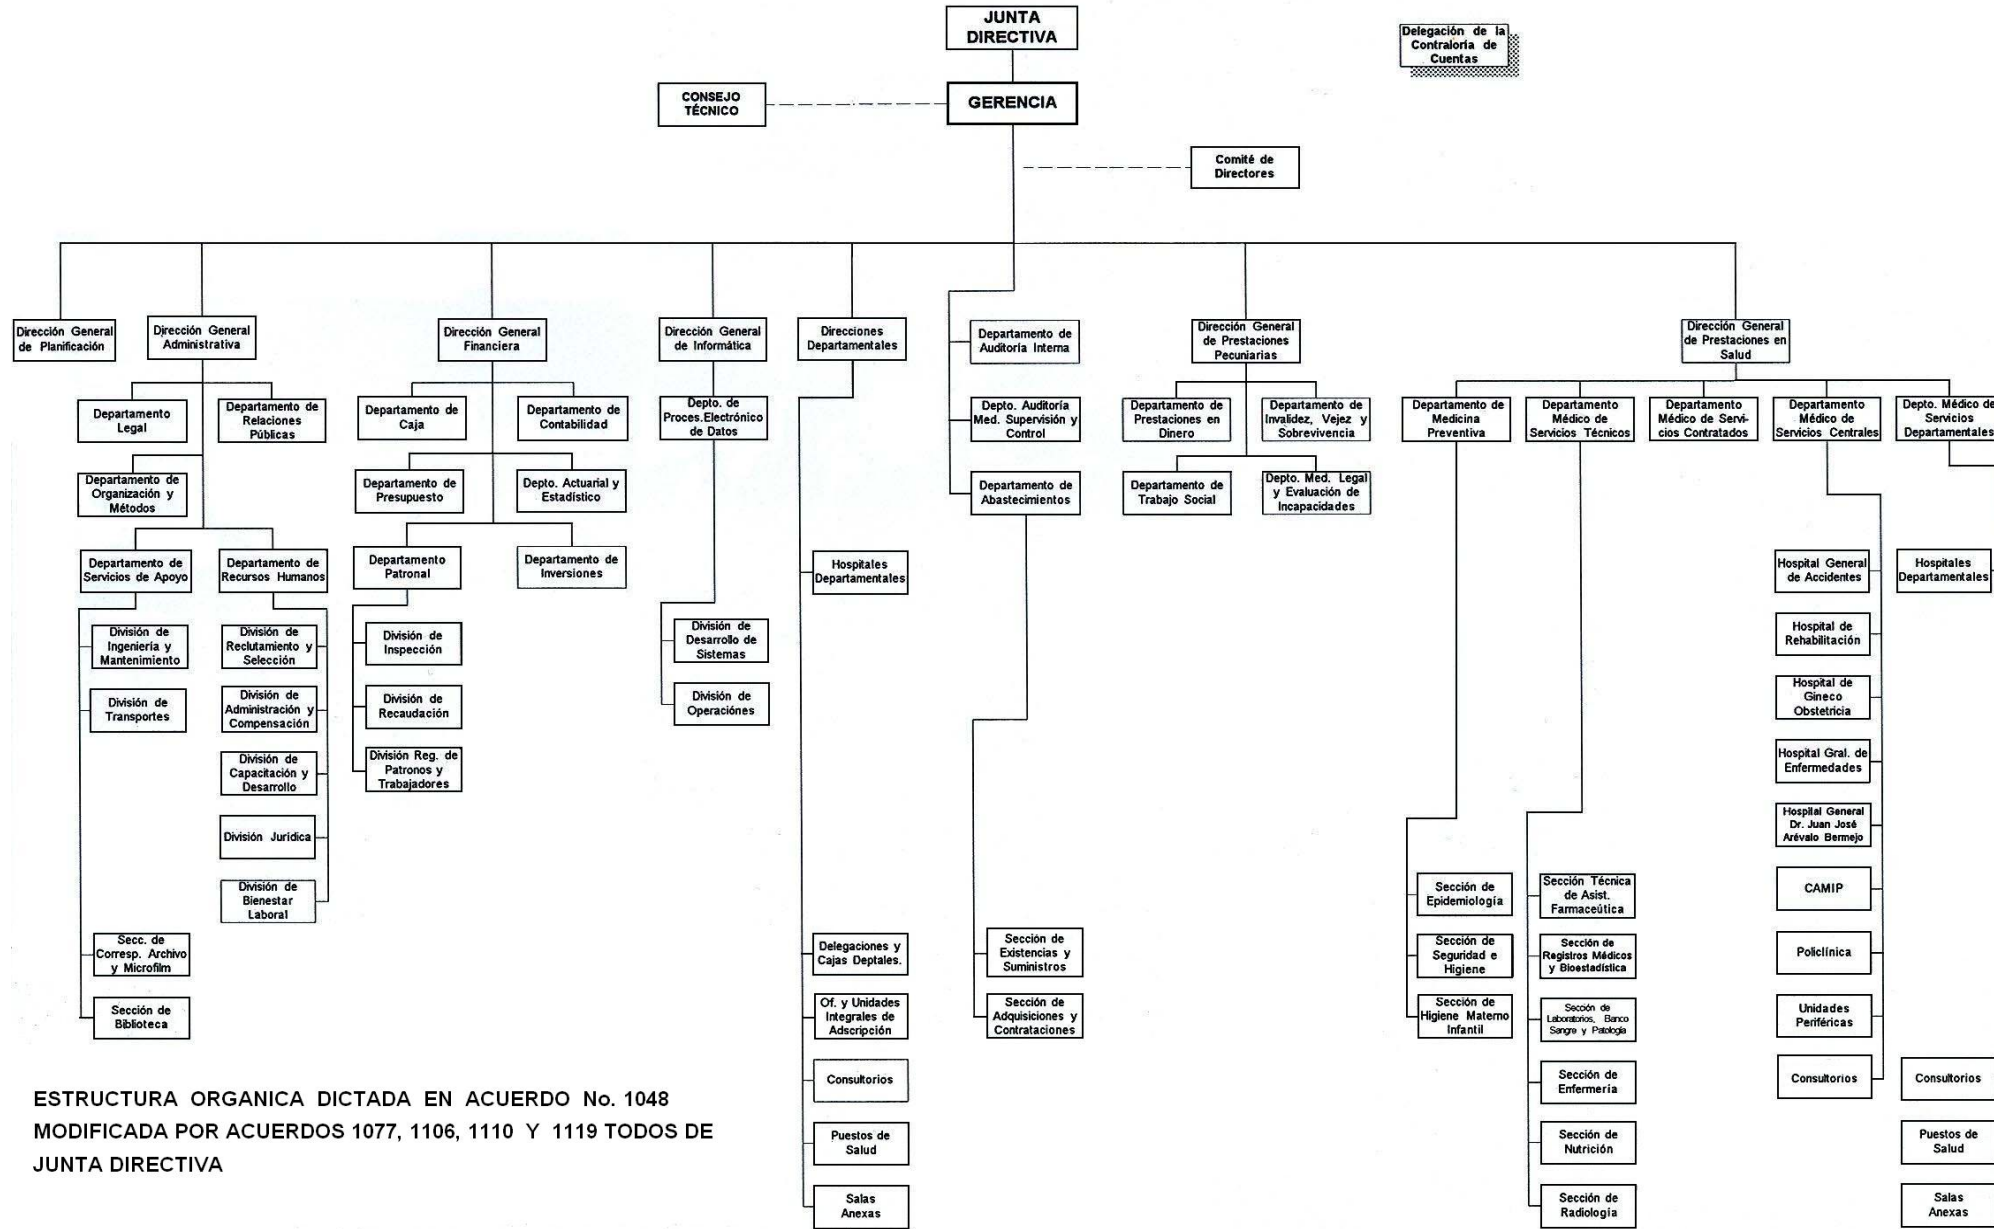 JUNTA
DIRECTIVA
Delegación de la
Contraloría de
Cuentas
CONSEJO
TÉCNICO
GERENCIA
Comité de
Directores
Dirección General
de Planificación
Dirección General
Administrativa
Dirección General
Financiera
Dirección General
de Informática
Direcciones
Departamentales
Departamento de
Auditoría Interna
Dirección General
de Prestaciones
Pecuniarias
Dirección General
de Prestaciones en
Salud
Departamento
Legal
Departamento de
Relaciones
Públicas
Departamento de
Caja
Departamento de
Contabilidad
Depto. de
Proces.Electrónico
de Datos
Depto. Auditoría
Med. Supervisión y
Control
Departamento de
Prestaciones en
Dinero
Departamento de
Invalidez, Vejez y
Sobrevivencia
Departamento de
Medicina
Preventiva
Departamento
Médico de
Servicios Técnicos
Departamento
Médico de Servi-
cios Contratados
Departamento
Médico de
Servicios Centrales
Depto. Médico de
Servicios
Departamentales
Departamento de
Organización y
Métodos
Departamento de
Presupuesto
Depto. Actuarial y
Estadístico
Departamento de
Abastecimientos
Departamento de
Trabajo Social
Depto. Med. Legal
y Evaluación de
Incapacidades
Departamento de
Servicios de Apoyo
Departamento de
Recursos Humanos
Departamento
Patronal
Departamento de
Inversiones
Hospitales
Departamentales
Hospital General
de Accidentes
Hospitales
Departamentales
División de
Ingeniería y
Mantenimiento
División de
Reclutamiento y
Selección
División de
Inspección
División de
Desarrollo de
Sistemas
Hospital de
Rehabilitación
División de
Transportes
División de
Administración y
Compensación
División de
Recaudación
División de
Operaciónes
Hospital de
Gineco
Obstetricia
División de
Capacitación y
Desarrollo
División Reg. de
Patronos y
Trabajadores
Hospital Gral. de
Enfermedades
División Jurídica
Hospital General
Dr. Juan José
Arévalo Bermejo
División de
Bienestar
Laboral
Sección de
Epidemiología
Sección Técnica
de Asist.
Farmaceútica
CAMIP
Secc. de
Corresp. Archivo
y Microfilm
Delegaciones y
Cajas Deptales.
Sección de
Existencias y
Suministros
Sección de
Seguridad e
Higiene
Sección de
Registros Médicos
y Bioestadística
Policlínica
Sección de
Biblioteca
Of. y Unidades
Integrales de
Adscripción
Sección de
Adquisiciones y
Contrataciones
Sección de
Higiene Materno
Infantil
Sección de
Laboratorios, Banco
Sangre y Patología
Unidades
Periféricas
Consultorios
Sección de
Enfermería
Consultorios
Consultorios
Puestos de
Salud
Sección de
Nutrición
Puestos de
Salud
Salas
Anexas
Sección de
Radiología
Salas
Anexas
ESTRUCTURA ORGANICA DICTADA EN ACUERDO No. 1048
MODIFICADA POR ACUERDOS 1077, 1106, 1110 Y 1119 TODOS DE
JUNTA DIRECTIVA